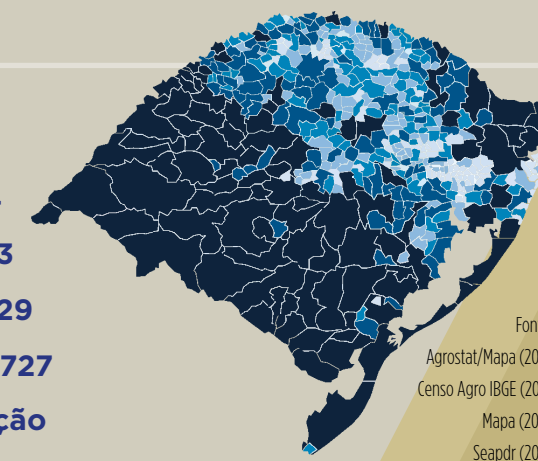 3
29
727
ção
Fon
Agrostat/Mapa (20
Censo Agro IBGE (20
Mapa (20
Seapdr (20